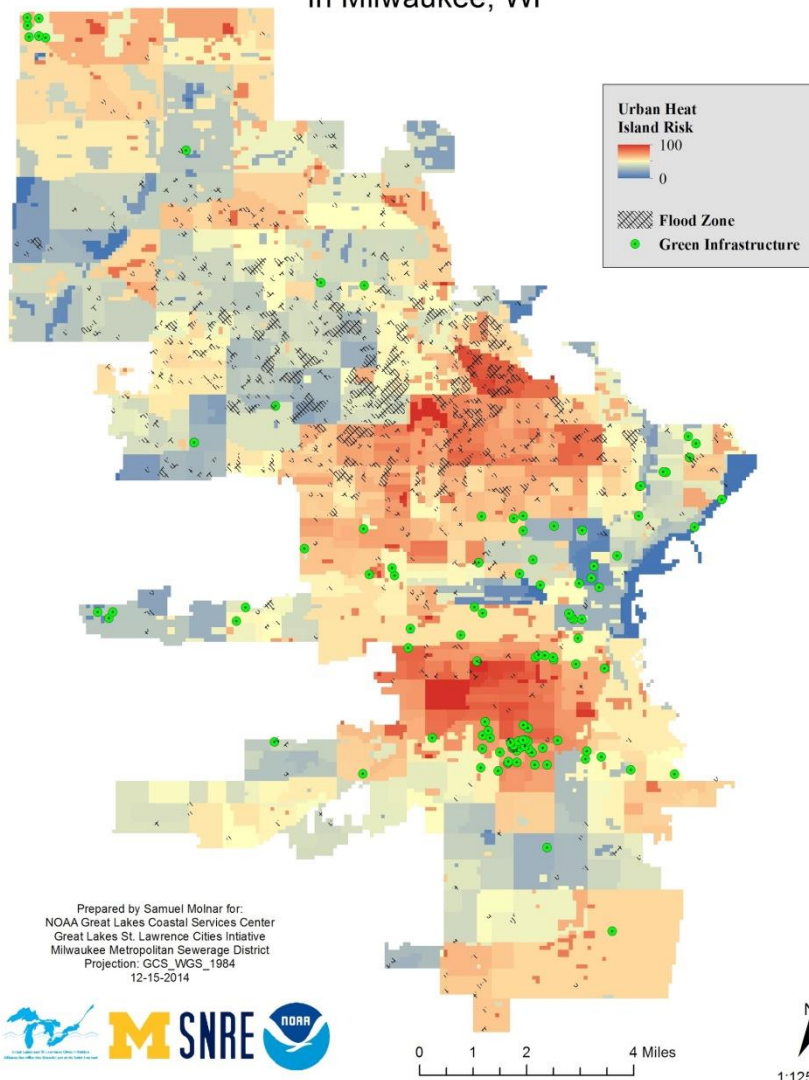 in Milwaukee, WI
Urban Heat
Island Risk
100
0
Flood Zone
Green Infrastructure
Prepared by Samuel Molnar for:
NOAA Great Lakes Coastal Services Center
Great Lakes St. Lawrence Cities Intiative
Milwaukee Metropolitan Sewerage District
Projection: GCS_WGS_1984
12-15-2014
M SNRE
NOAA
0 1 2 4 Miles
N